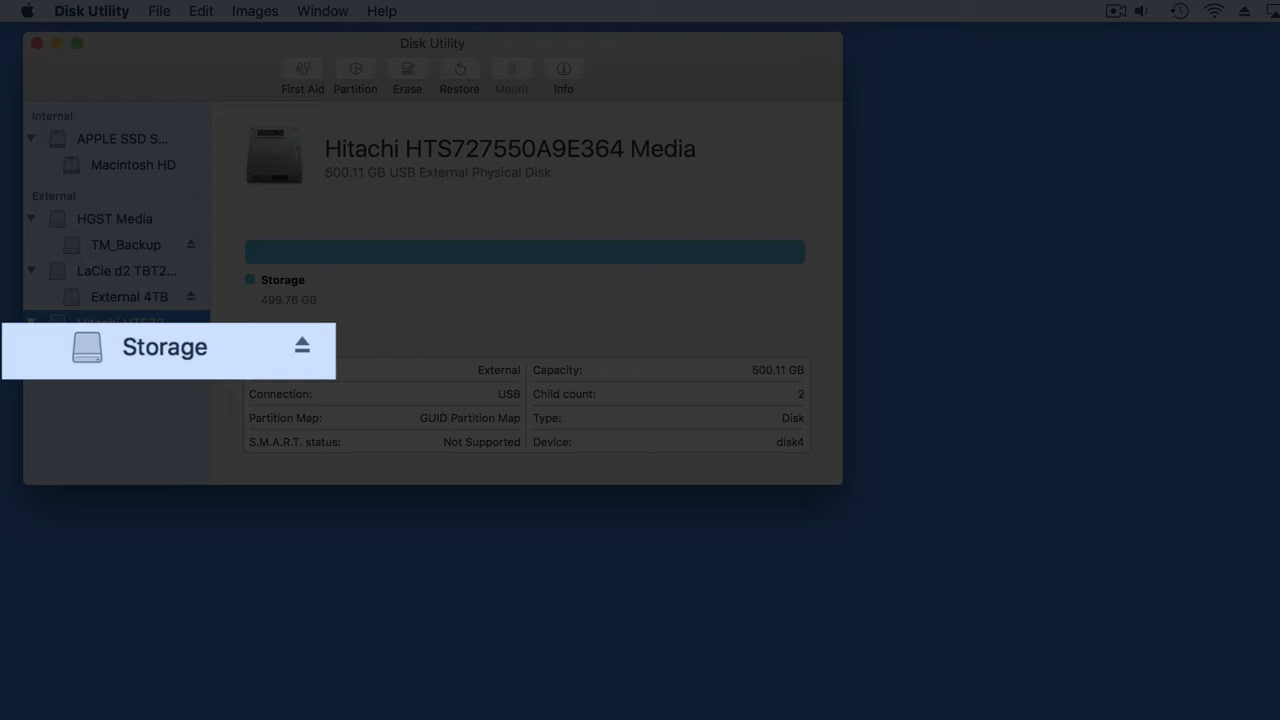 Disk Utility File Edit Images Window Help
Disk Utility
First Aid Partition Erase Restore Mount Info
Internal
APPLE SSD S...
Macintosh HD
External
HGST Media
TM_Backup
LaCie d2 TBT2...
External 4TB
Hitachi HTS72...
Storage
Hitachi HTS727550A9E364 Media
500.11 GB USB External Physical Disk
Storage
499.76 GB
External
Capacity: 500.11 GB
Connection: USB
Child count: 2
Partition Map: GUID Partition Map
Type: Disk
S.M.A.R.T. status: Not Supported
Device: disk4